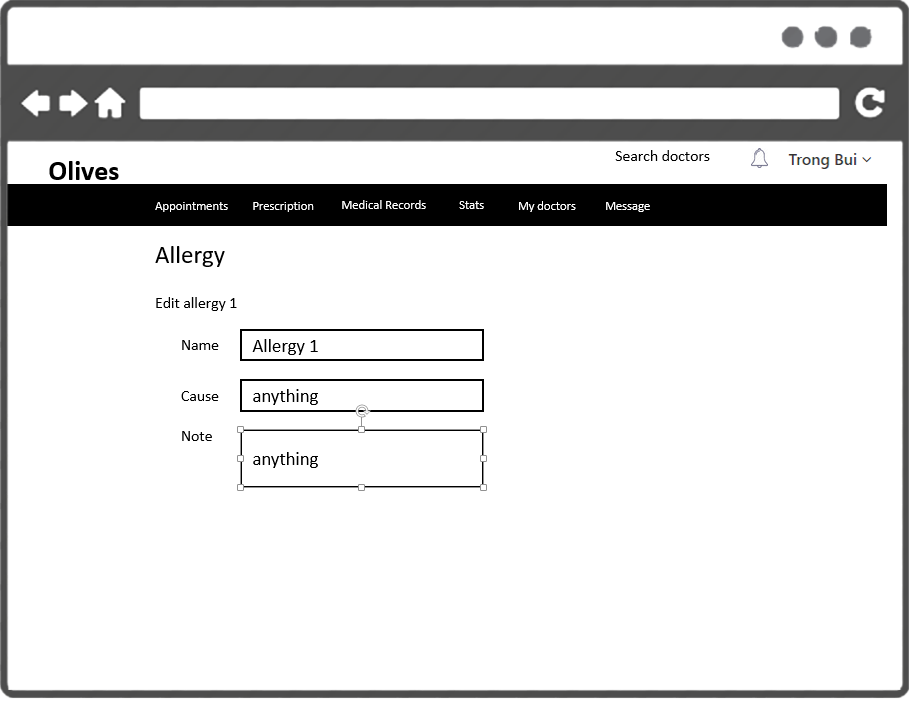 Search doctors
Trong Bui
Olives
Appointments Prescription Medical Records Stats My doctors Message
Allergy
Edit allergy 1
Name Allergy 1
Cause anything
Note
anything